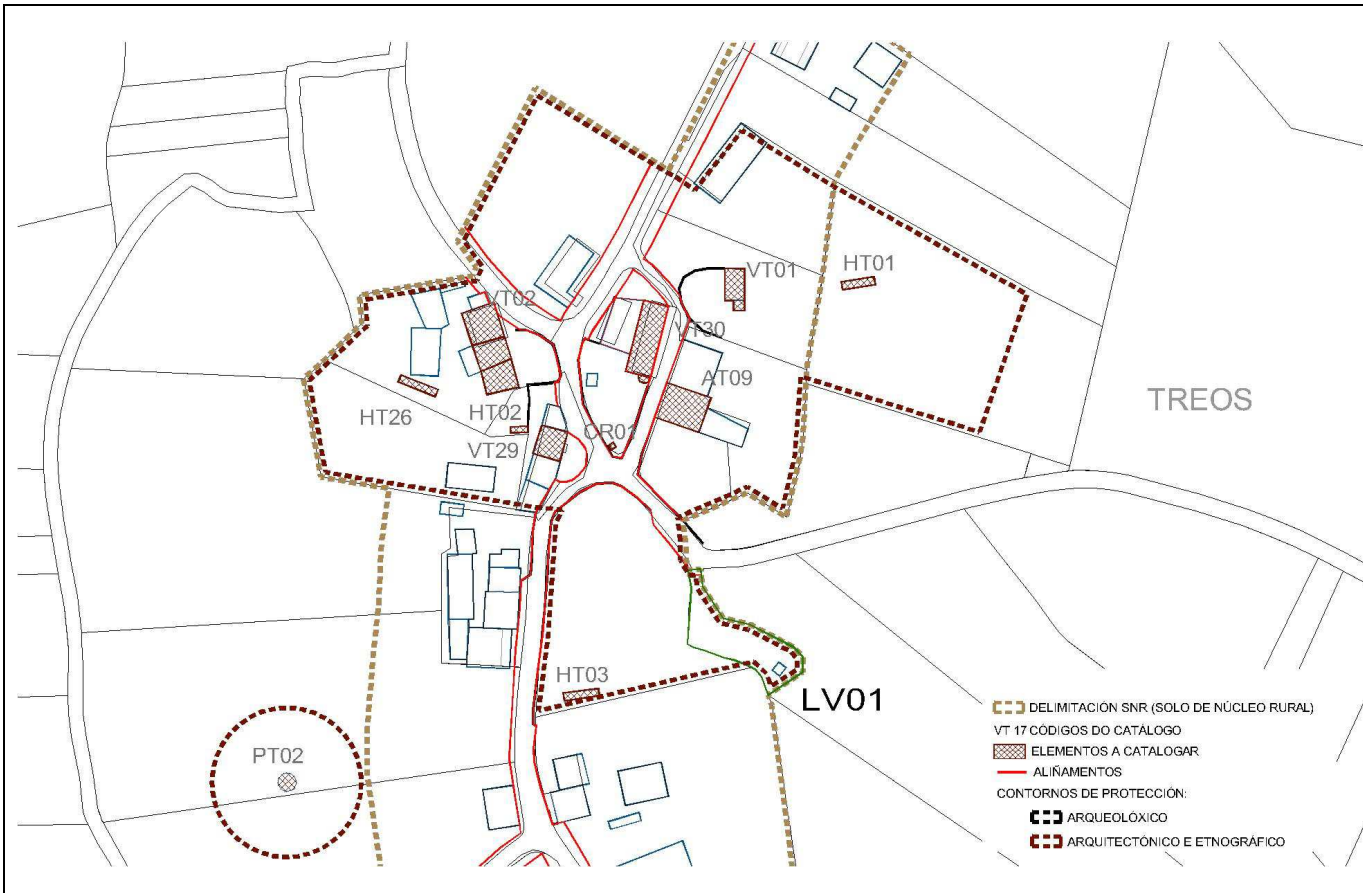 VT01
HT01
VT02
VT30
AT09
HT26
HT02
CR01
VT29
TREOS
HT03
LV01
PT02
DELIMITACIÓN SNR (SOLO DE NÚCLEO RURAL)
VT 17 CÓDIGOS DO CATÁLOGO
ELEMENTOS A CATALOGAR
ALIÑAMENTOS
CONTORNOS DE PROTECCIÓN:
ARQUEOLÓXICO
ARQUITECTÓNICO E ETNOGRÁFICO